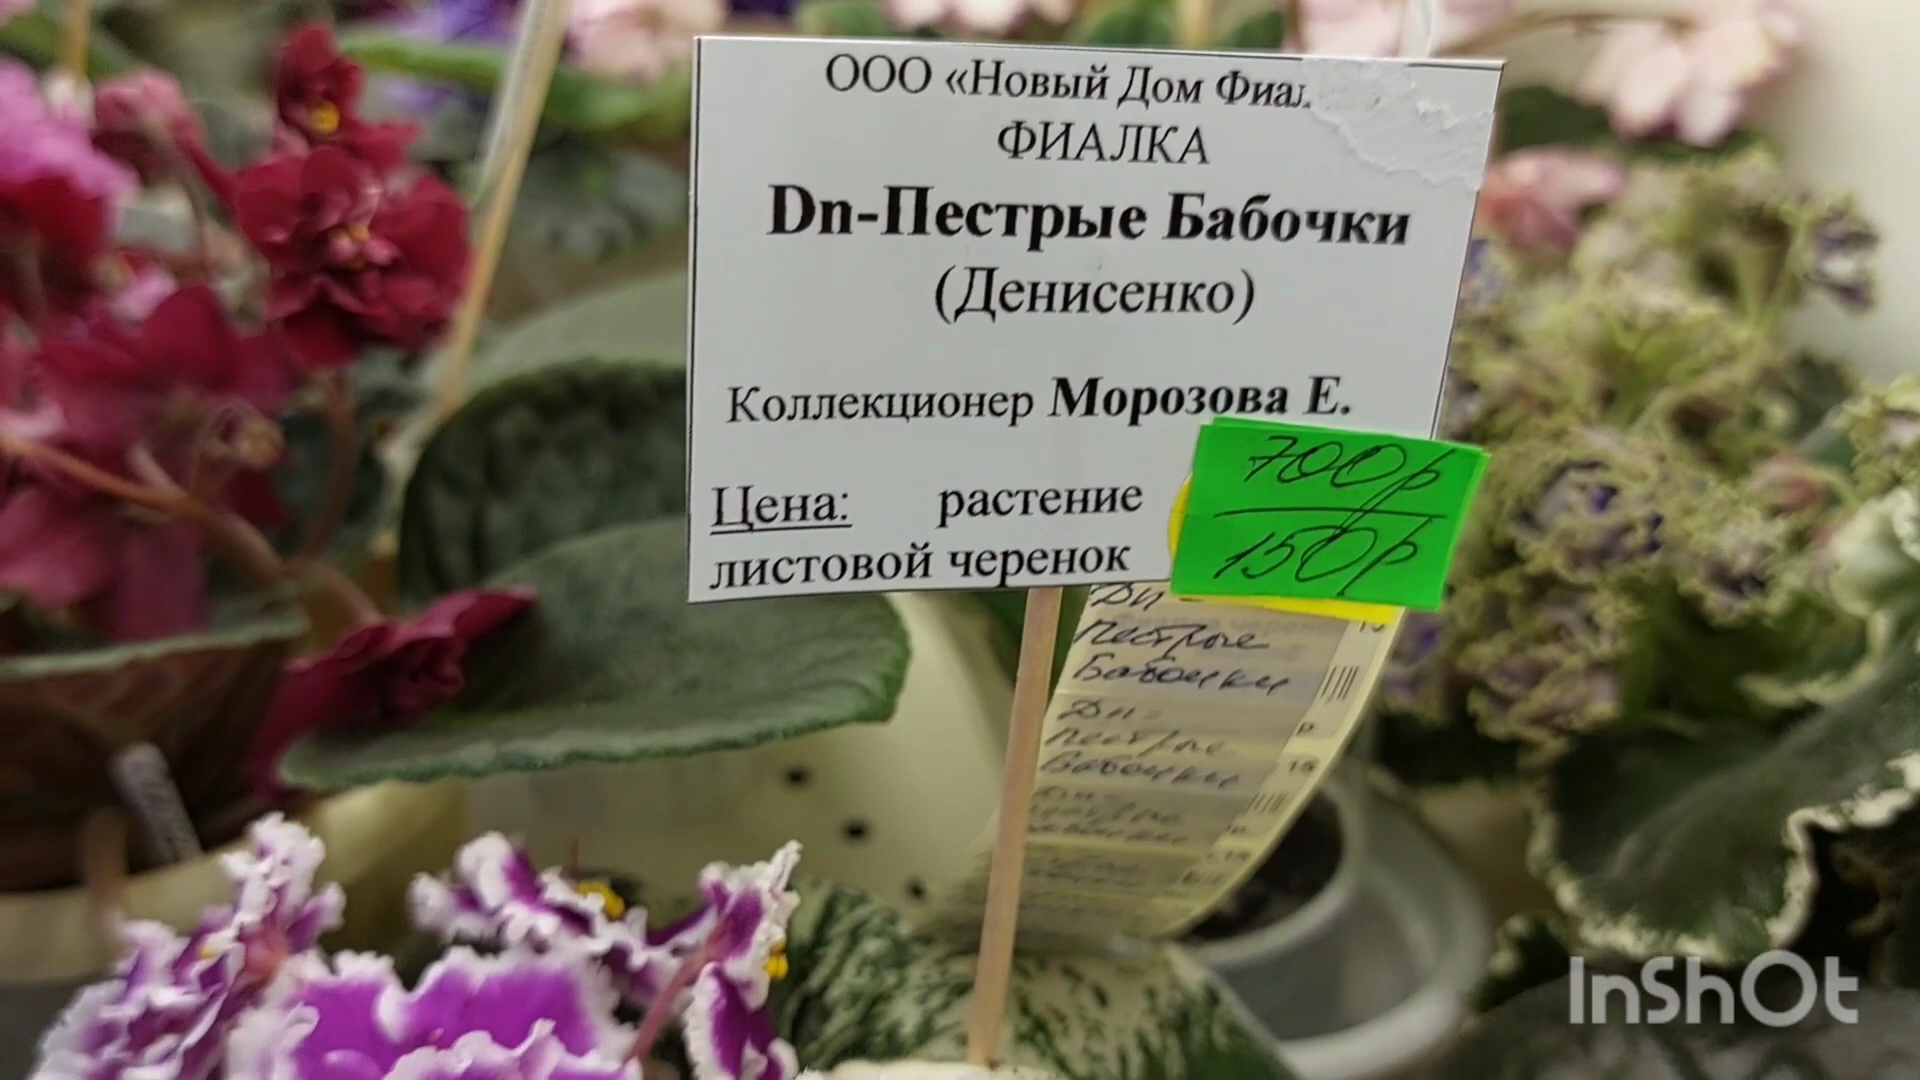 ООО «Новый Дом Фиал
ФИАЛКА
Dn-Пестрые Бабочки
(Денисенко)
Коллекционер Морозова Е.
Цена: растение 700р
листовой черенок 150р
Dn-
Пестрые
Бабочки
Dn-
Пестрые
Бабочки
InShOt